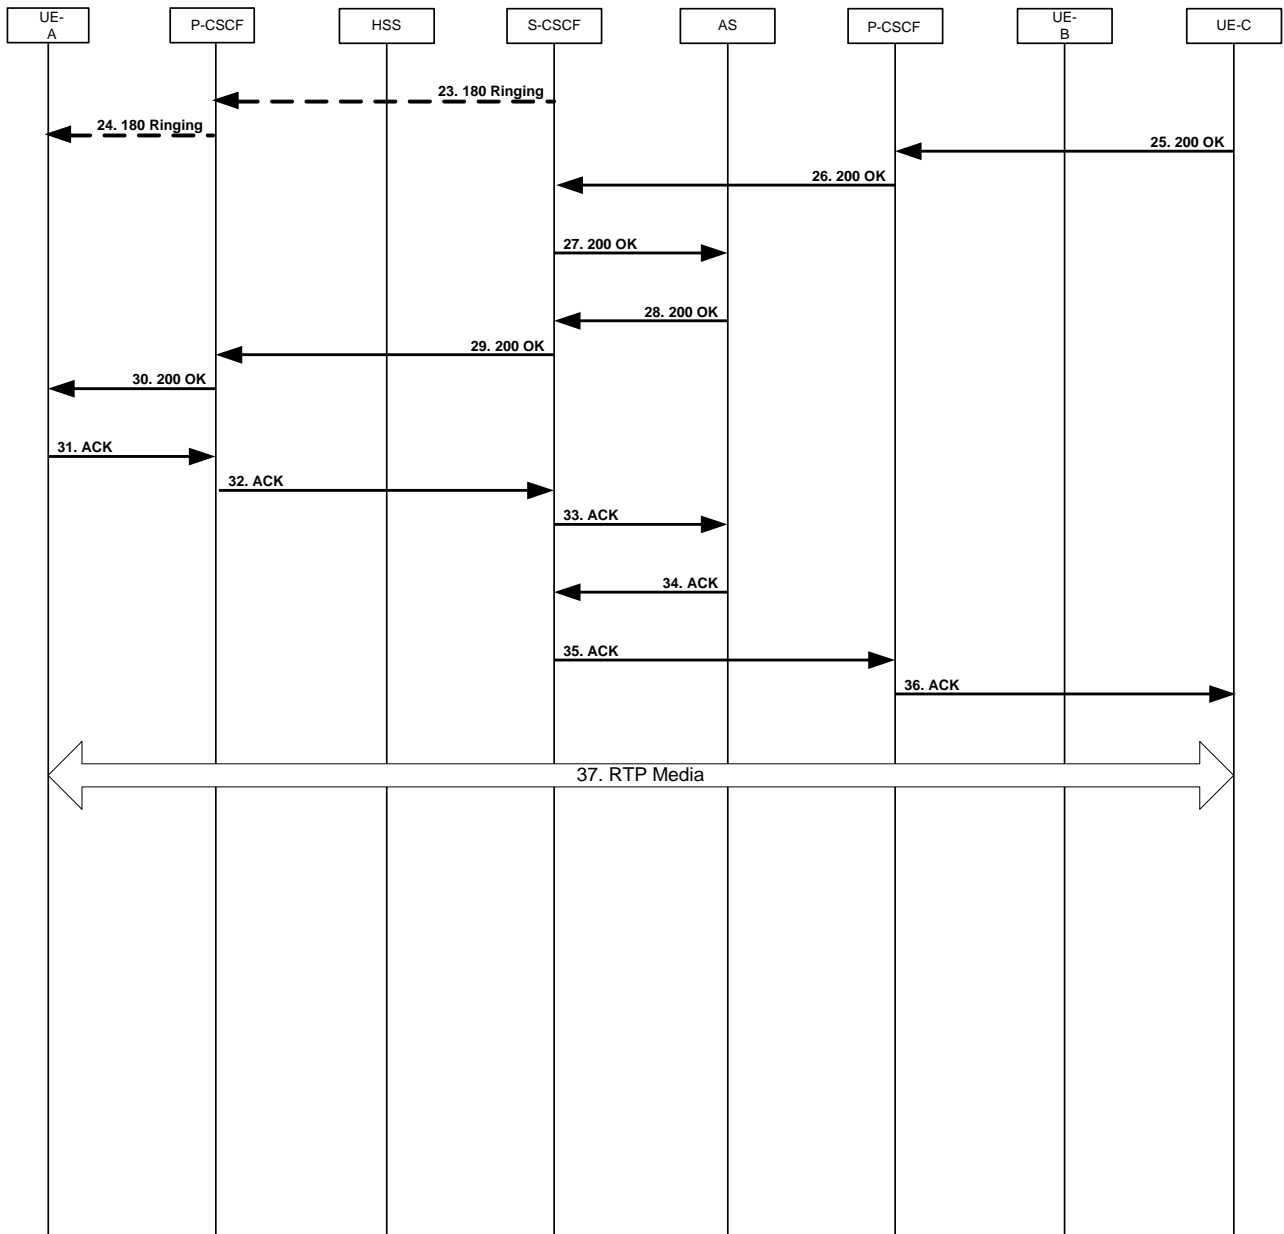 UE-
A
P-CSCF
HSS
S-CSCF
AS
P-CSCF
UE-
B
UE-C
23. 180 Ringing
24. 180 Ringing
25. 200 OK
26. 200 OK
27. 200 OK
28. 200 OK
29. 200 OK
30. 200 OK
31. ACK
32. ACK
33. ACK
34. ACK
35. ACK
36. ACK
37. RTP Media